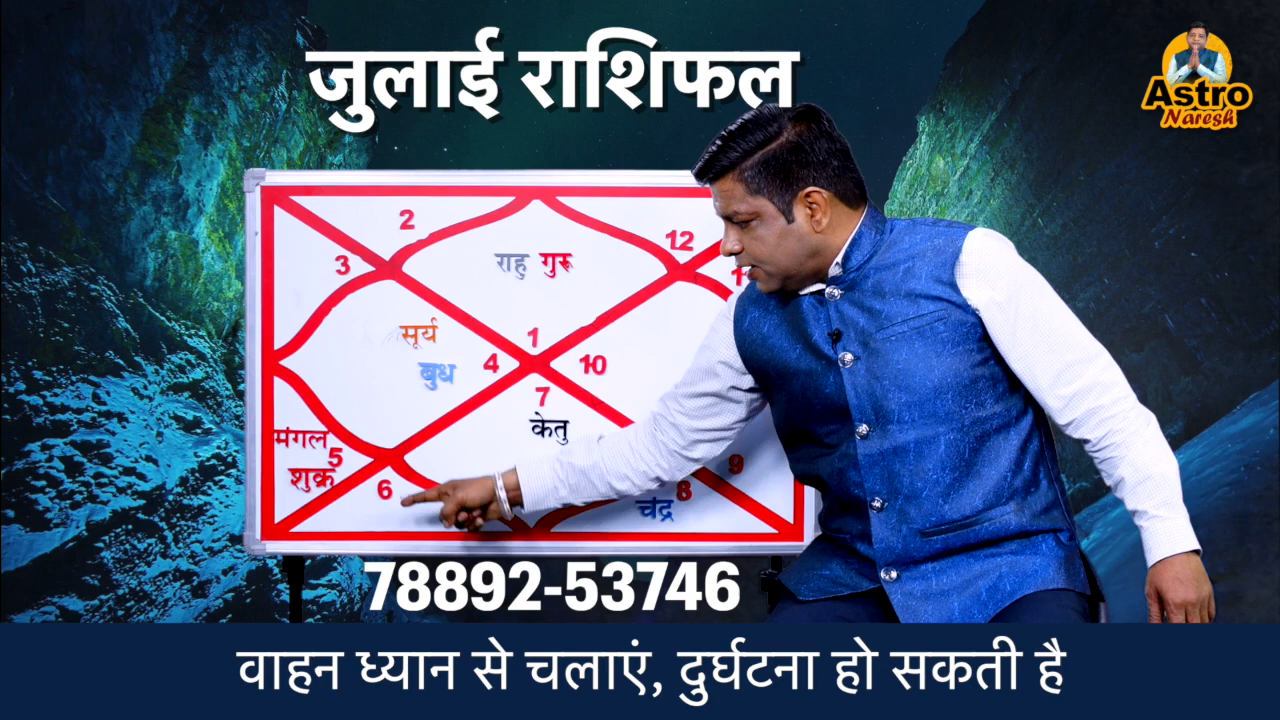 जुलाई राशिफल
Astro
Naresh
2
12
3
राहु गुरु
सूर्य
1
बुध
4
10
7
केतु
मंगल
5
शुक्र
6
9
8
चंद्र
78892-53746
वाहन ध्यान से चलाएं, दुर्घटना हो सकती है